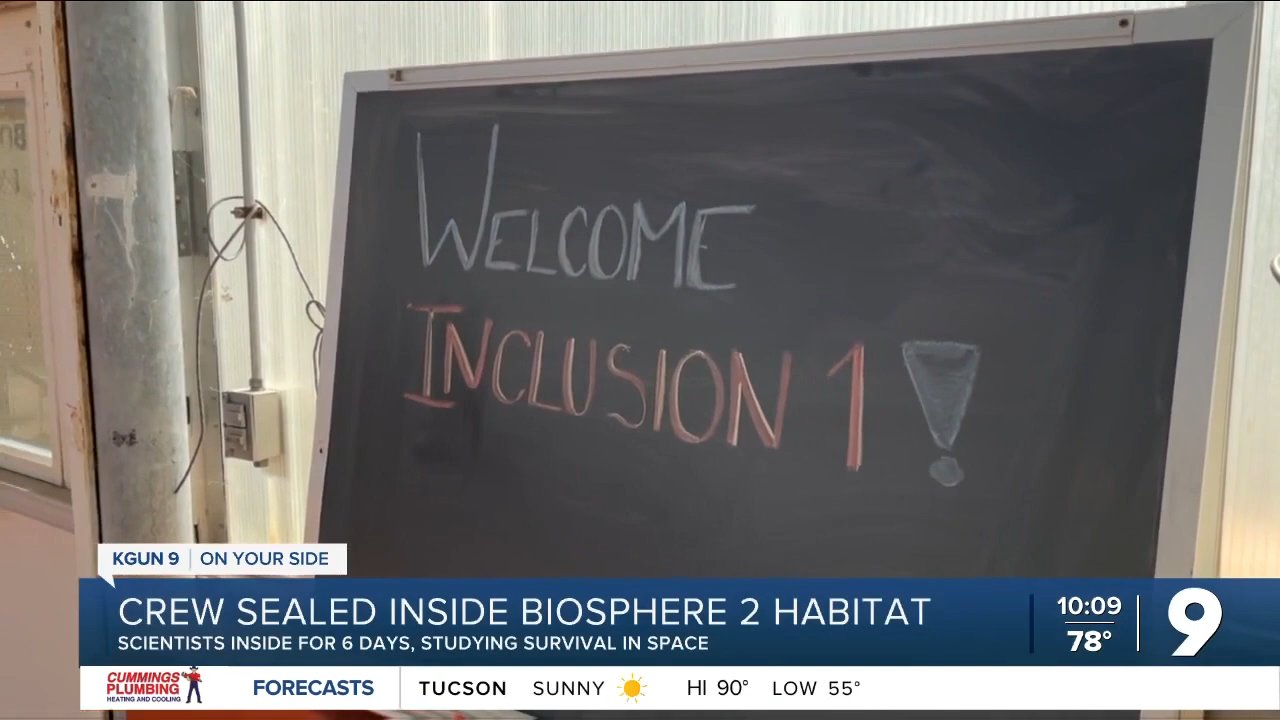 WELCOME
INCLUSION 1!
KGUN 9 | ON YOUR SIDE
CREW SEALED INSIDE BIOSPHERE 2 HABITAT
SCIENTISTS INSIDE FOR 6 DAYS, STUDYING SURVIVAL IN SPACE
10:09
78°
9
CUMMINGS
PLUMBING
HEATING AND COOLING
FORECASTS
TUCSON SUNNY HI 90° LOW 55°